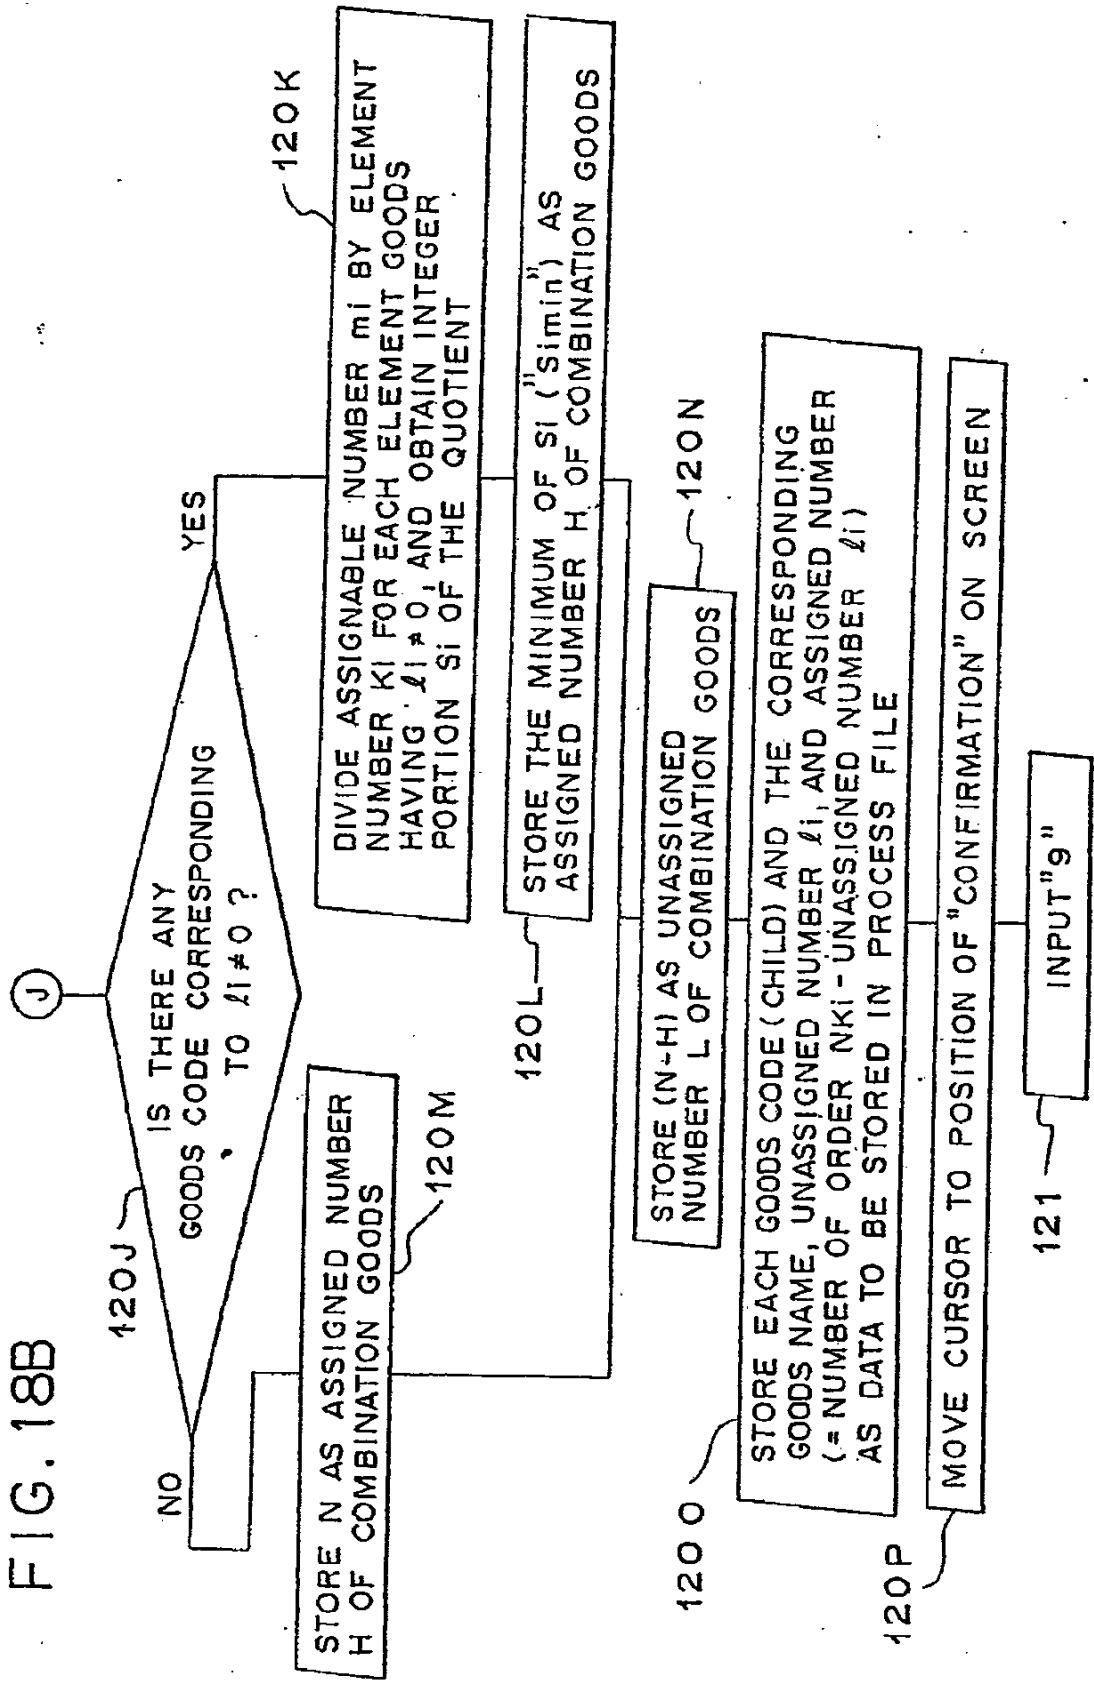 FIG. 18B
J
120J
IS THERE ANY
GOODS CODE CORRESPONDING
TO ℓi≠0 ?
NO
YES
120K
DIVIDE ASSIGNABLE NUMBER mi BY ELEMENT
NUMBER Ki FOR EACH ELEMENT GOODS
HAVING ℓi≠0, AND OBTAIN INTEGER
PORTION Si OF THE QUOTIENT
STORE N AS ASSIGNED NUMBER
H OF COMBINATION GOODS
120M
120L
STORE THE MINIMUM OF Si ("Simin") AS
ASSIGNED NUMBER H OF COMBINATION GOODS
STORE (N-H) AS UNASSIGNED
NUMBER L OF COMBINATION GOODS
120N
120O
STORE EACH GOODS CODE (CHILD) AND THE CORRESPONDING
GOODS NAME, UNASSIGNED NUMBER ℓi, AND ASSIGNED NUMBER
(=NUMBER OF ORDER NKi-UNASSIGNED NUMBER ℓi)
AS DATA TO BE STORED IN PROCESS FILE
120P
MOVE CURSOR TO POSITION OF "CONFIRMATION" ON SCREEN
121
INPUT "9"